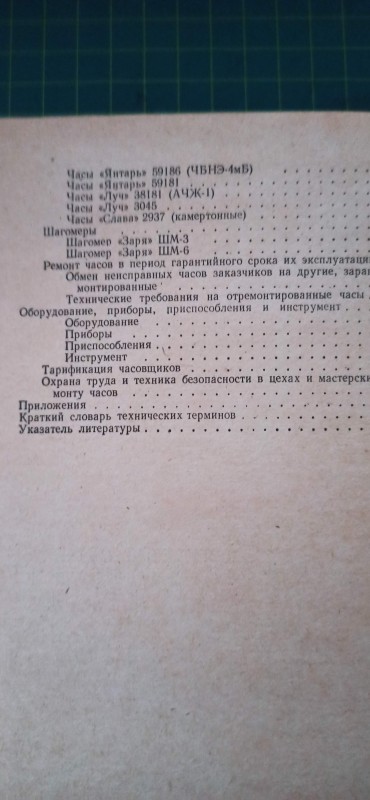 Часы «Янтарь» 59186 (ЧБНЭ-4мБ) . . . . . . .
Часы «Янтарь» 59181 . . . . . . . . . . .
Часы «Луч» 38181 (АЧЖ-1) . . . . . . . . .
Часы «Луч» 3045 . . . . . . . . . . . .
Часы «Слава» 2937 (камертонные) . . . . . . .
Шагомеры . . . . . . . . . . . . . . .
Шагомер «Заря» ШМ-3 . . . . . . . . . .
Шагомер «Заря» ШМ-6 . . . . . . . . . .
Ремонт часов в период гарантийного срока их эксплуатаци
Обмен неисправных часов заказчиков на другие, зара
монтированные . . . . . . . . . . . .
Технические требования на отремонтированные часы .
Оборудование, приборы, приспособления и инструмент . . .
Оборудование . . . . . . . . . . . . .
Приборы . . . . . . . . . . . . . .
Приспособления . . . . . . . . . . . . .
Инструмент . . . . . . . . . . . . . .
Тарификация часовщиков . . . . . . . . . . .
Охрана труда и техника безопасности в цехах и мастерски
монту часов . . . . . . . . . . . . . .
Приложения . . . . . . . . . . . . . . . .
Краткий словарь технических терминов . . . . . . . .
Указатель литературы . . . . . . . . . . . . .